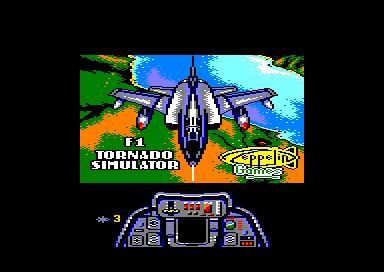 F1
TORNADO
SIMULATOR
Zeppelin
Games
3